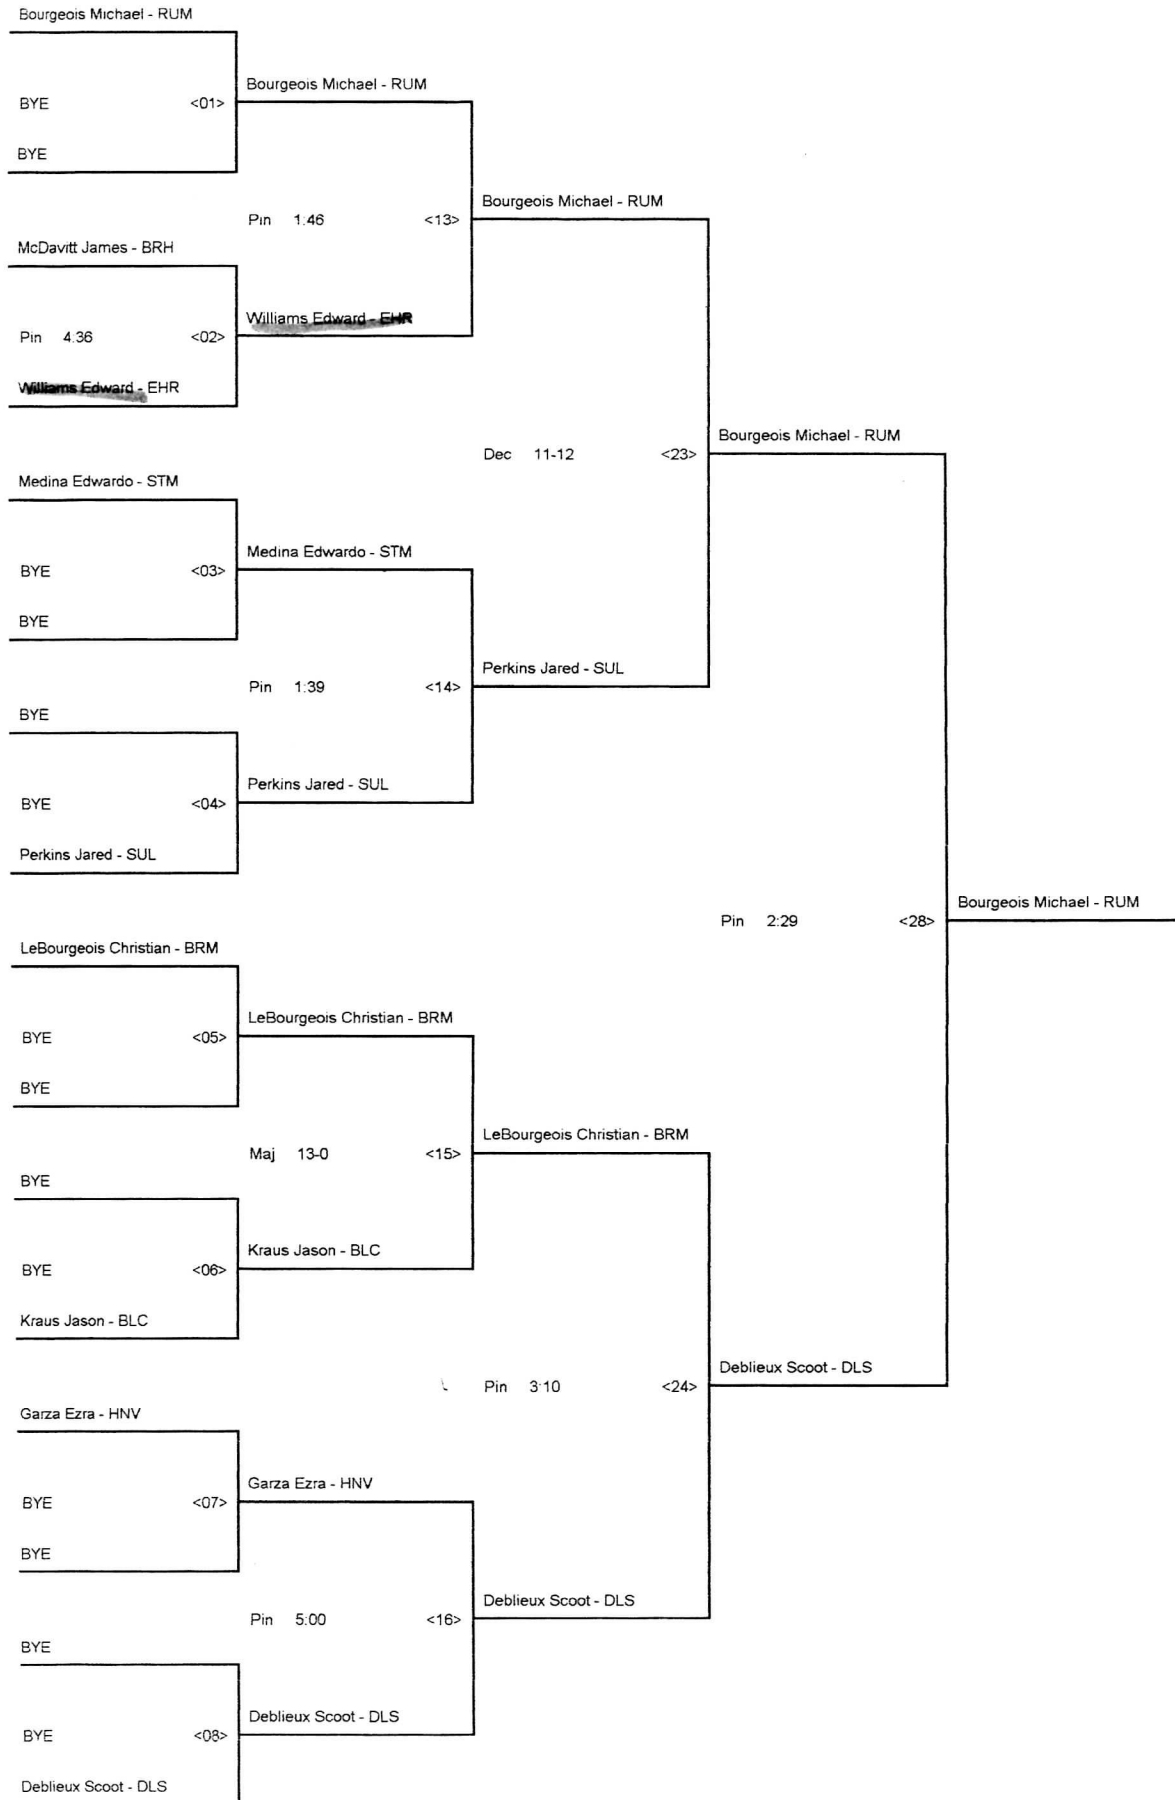 Bourgeois Michael - RUM
Bourgeois Michael - RUM
BYE <01>
BYE
Bourgeois Michael - RUM
Pin 1:46 <13>
McDavitt James - BRH
Williams Edward - EHR
Pin 4:36 <02>
Williams Edward - EHR
Bourgeois Michael - RUM
Dec 11-12 <23>
Medina Edwardo - STM
Medina Edwardo - STM
BYE <03>
BYE
Perkins Jared - SUL
Pin 1:39 <14>
BYE
Perkins Jared - SUL
BYE <04>
Perkins Jared - SUL
Bourgeois Michael - RUM
Pin 2:29 <28>
LeBourgeois Christian - BRM
LeBourgeois Christian - BRM
BYE <05>
BYE
LeBourgeois Christian - BRM
Maj 13-0 <15>
BYE
Kraus Jason - BLC
BYE <06>
Kraus Jason - BLC
Deblieux Scoot - DLS
Pin 3:10 <24>
Garza Ezra - HNV
Garza Ezra - HNV
BYE <07>
BYE
Deblieux Scoot - DLS
Pin 5:00 <16>
BYE
Deblieux Scoot - DLS
BYE <08>
Deblieux Scoot - DLS